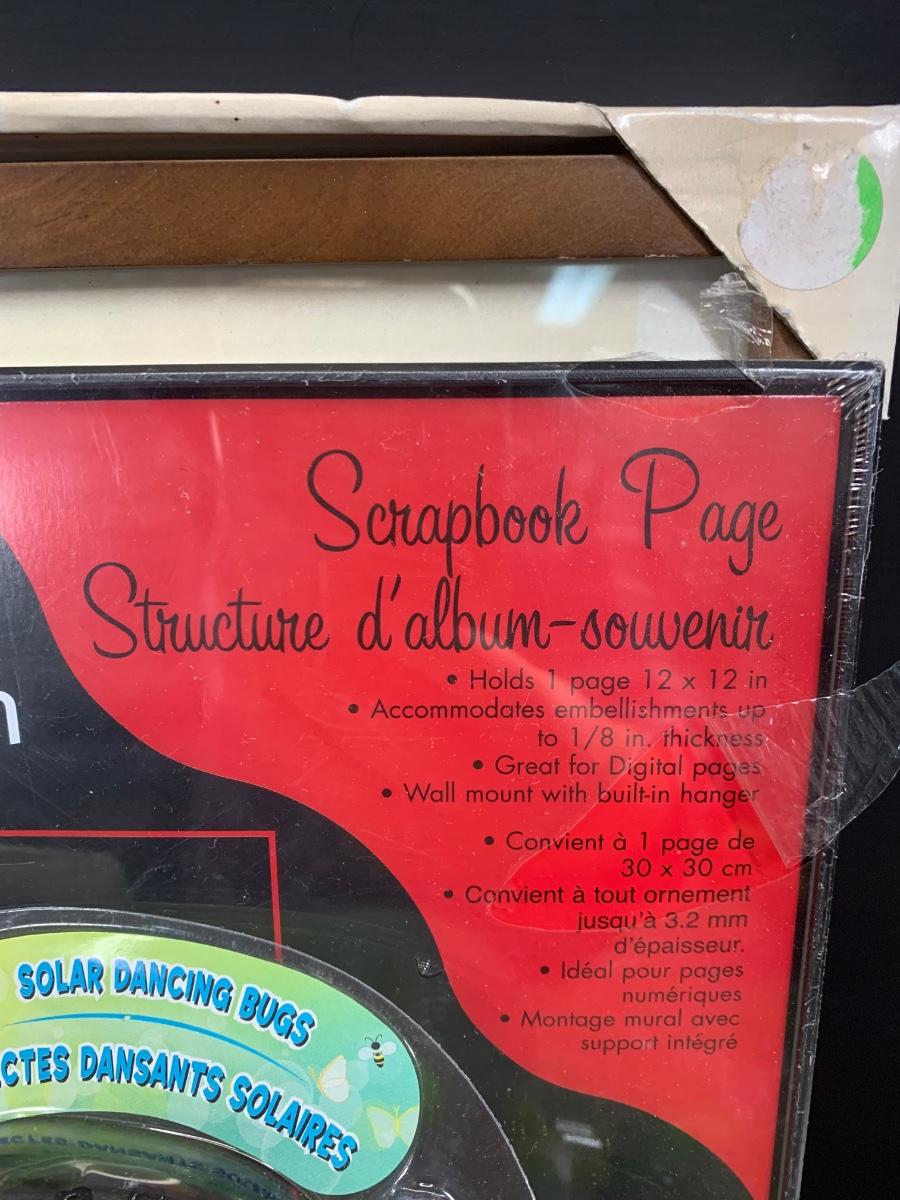 Scrapbook Page
Structure d'album-souvenir
• Holds 1 page 12 x 12 in
• Accommodates embellishments up
to 1/8 in. thickness
• Great for Digital pages
• Wall mount with built-in hanger
• Convient à 1 page de
30 x 30 cm
• Convient à tout ornement
jusqu'à 3.2 mm
d'épaisseur.
• Idéal pour pages
numériques
• Montage mural avec
support intégré
n
SOLAR DANCING BUGS
CTES DANSANTS SOLAIRES